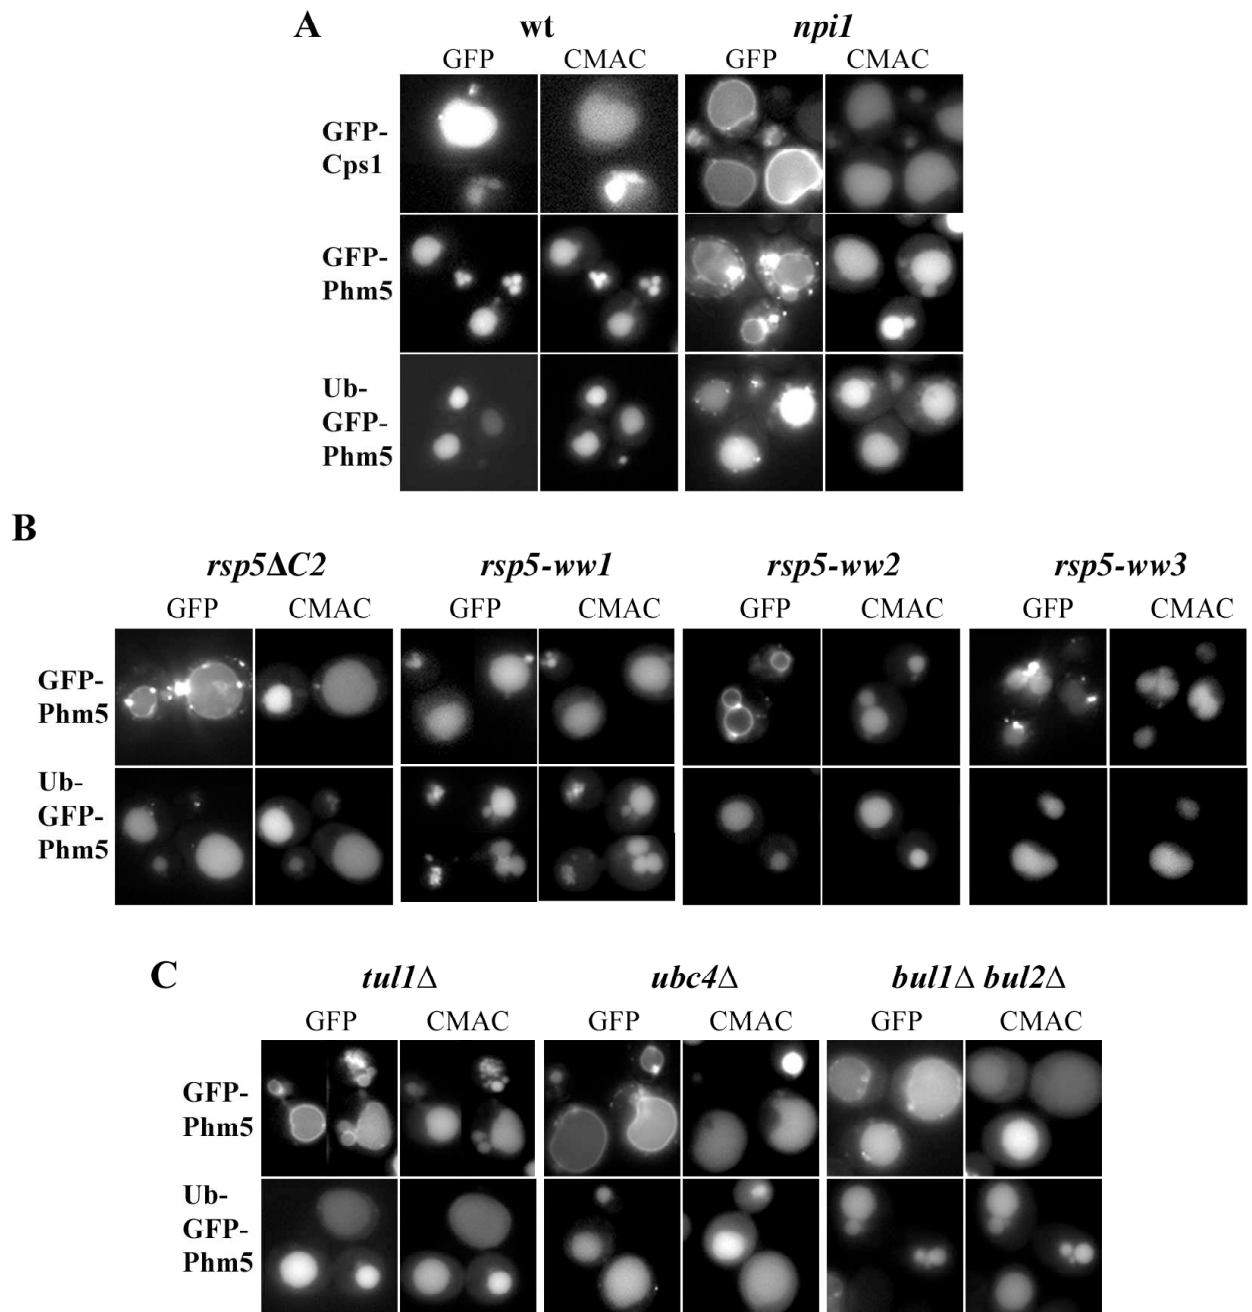 A
wt npi1
GFP CMAC GFP CMAC
GFP-
Cps1
GFP-
Phm5
Ub-
GFP-
Phm5
B
rsp5ΔC2 rsp5-ww1 rsp5-ww2 rsp5-ww3
GFP CMAC GFP CMAC GFP CMAC GFP CMAC
GFP-
Phm5
Ub-
GFP-
Phm5
C
tul1Δ ubc4Δ bul1Δ bul2Δ
GFP CMAC GFP CMAC GFP CMAC
GFP-
Phm5
Ub-
GFP-
Phm5